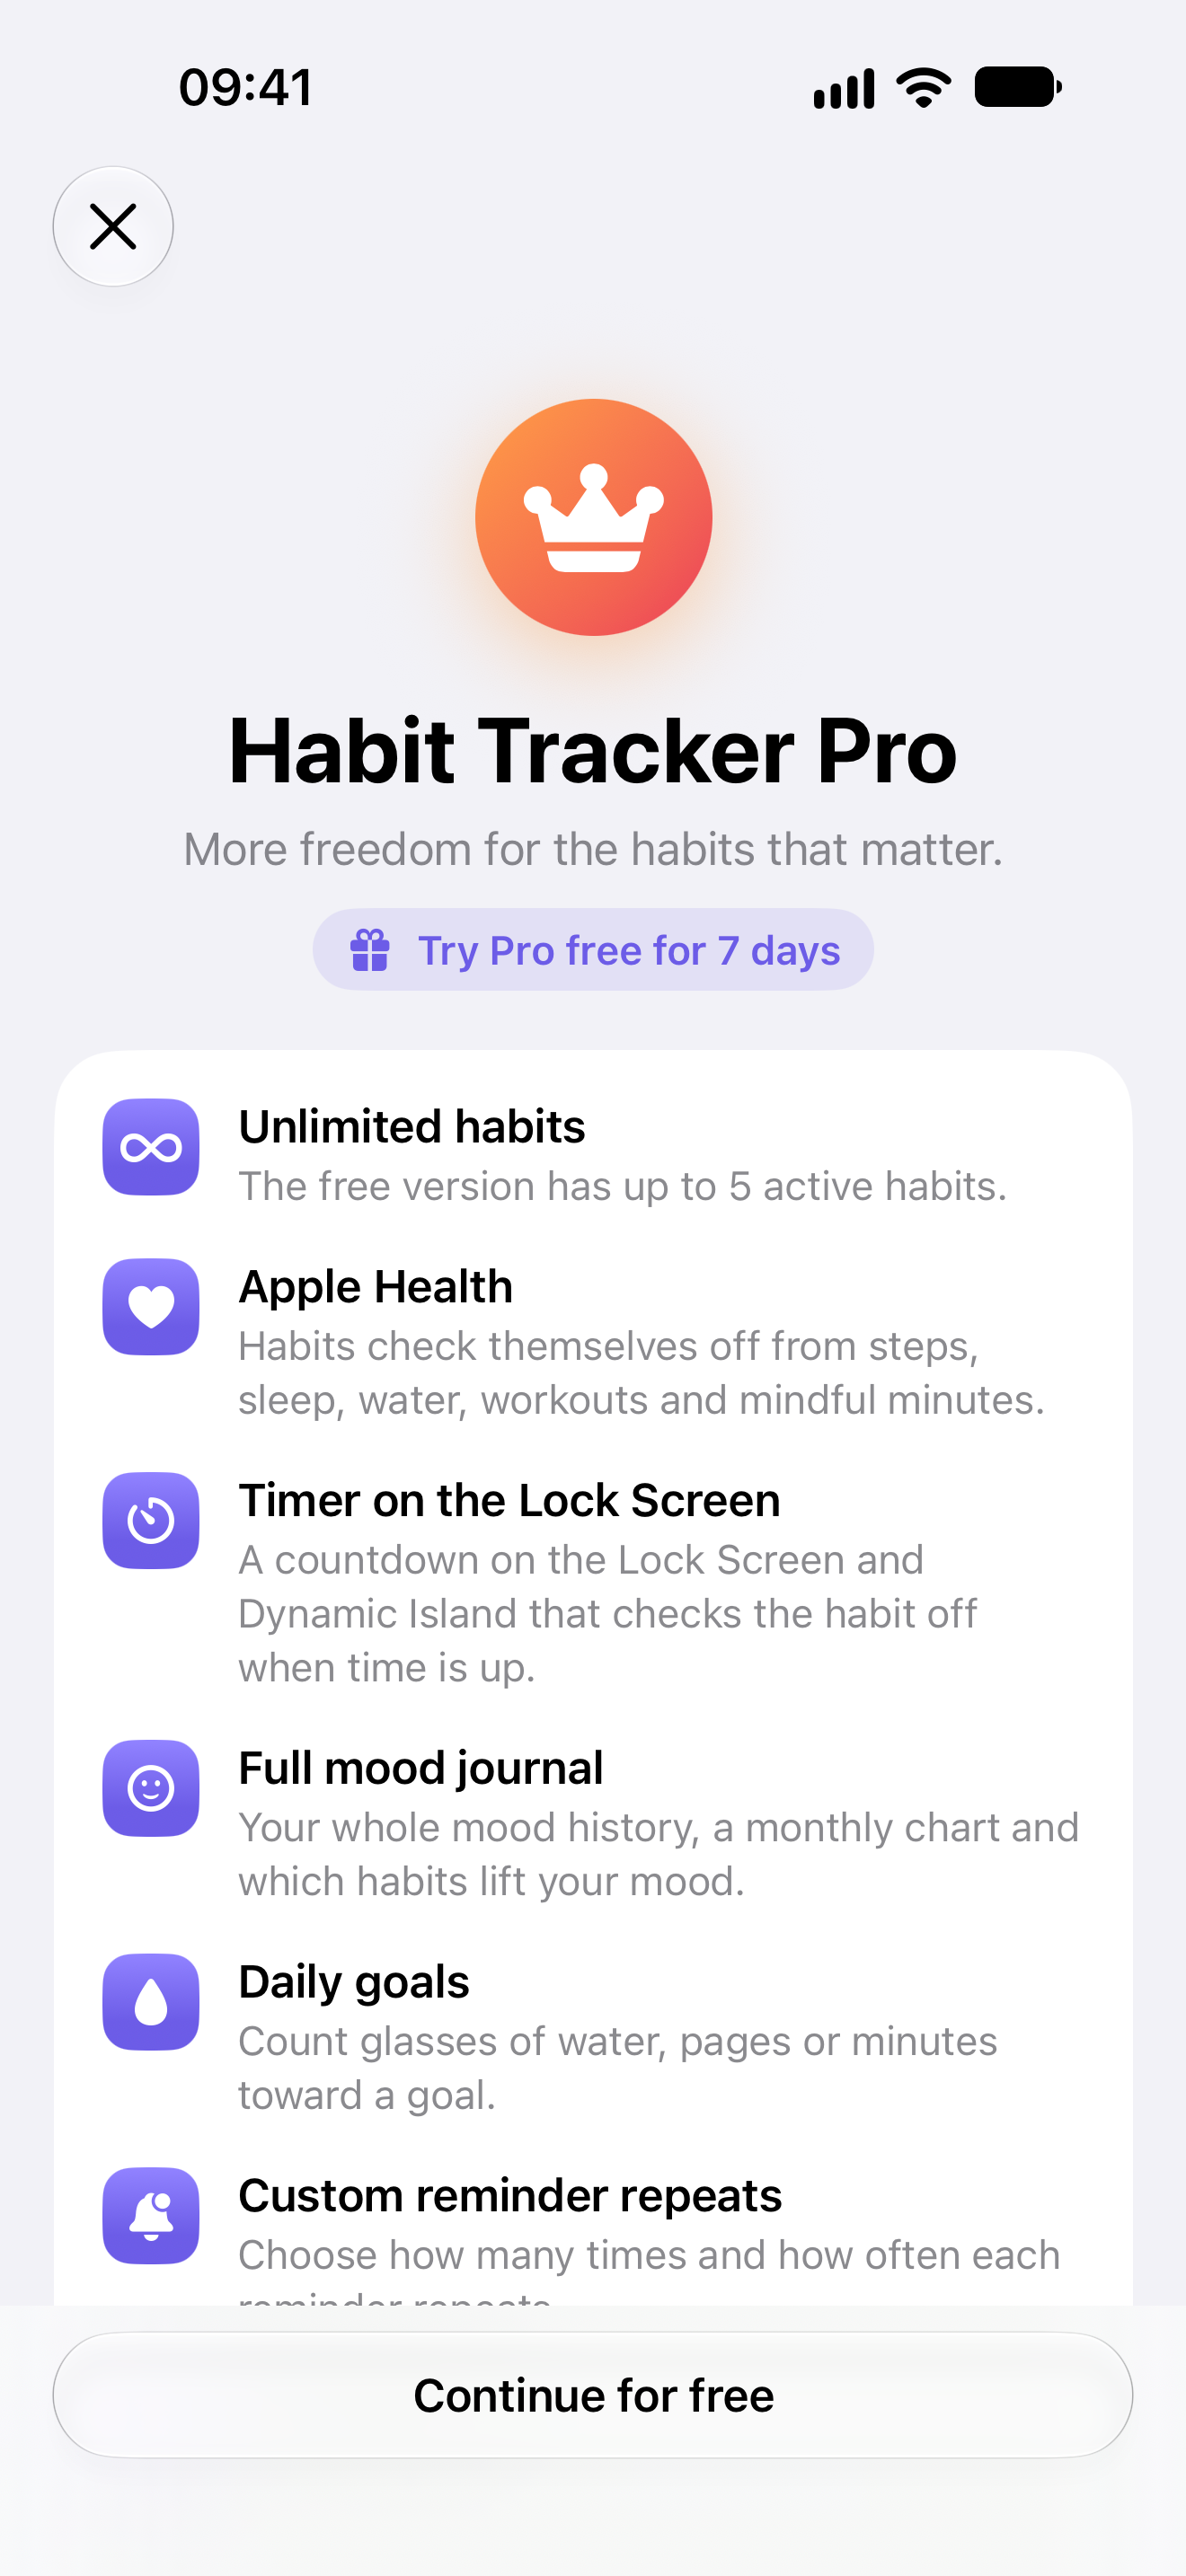 09:41
Habit Tracker Pro
More freedom for the habits that matter.
Try Pro free for 7 days
Unlimited habits
The free version has up to 5 active habits.
Apple Health
Habits check themselves off from steps,
sleep, water, workouts and mindful minutes.
Timer on the Lock Screen
A countdown on the Lock Screen and
Dynamic Island that checks the habit off
when time is up.
Full mood journal
Your whole mood history, a monthly chart and
which habits lift your mood.
Daily goals
Count glasses of water, pages or minutes
toward a goal.
Custom reminder repeats
Choose how many times and how often each
reminder repeats
Continue for free